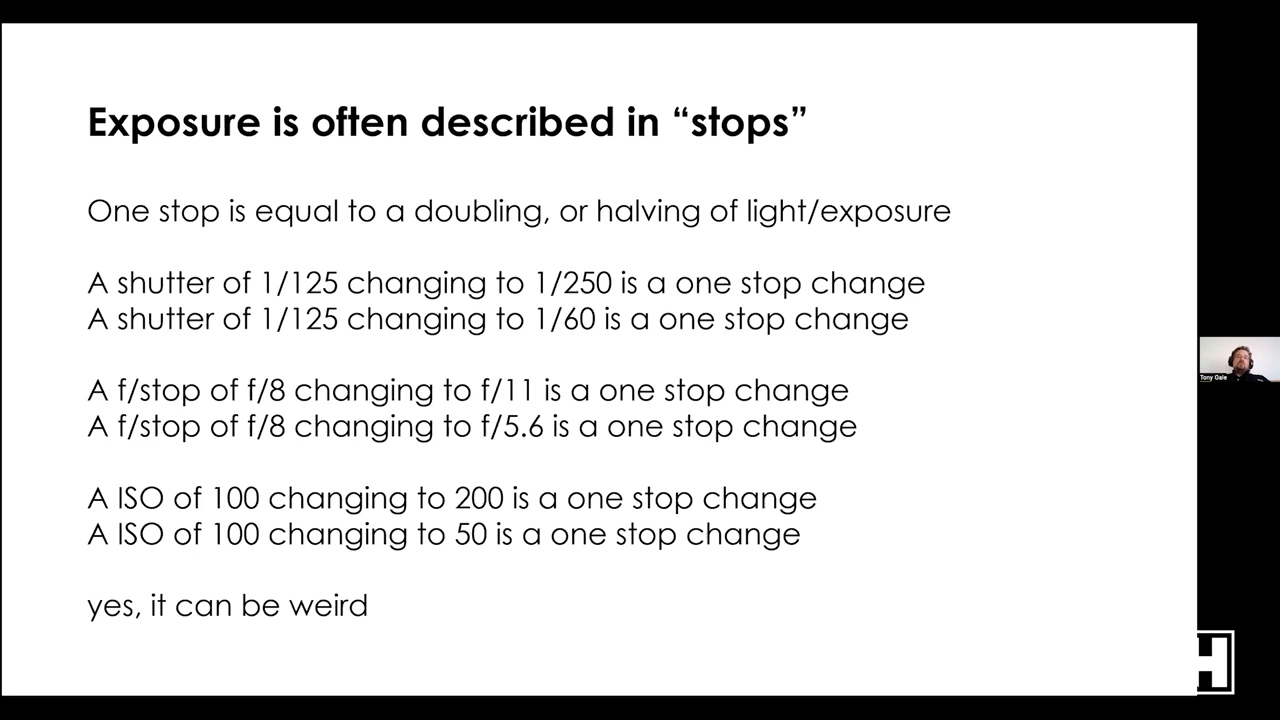 Exposure is often described in “stops”
One stop is equal to a doubling, or halving of light/exposure
A shutter of 1/125 changing to 1/250 is a one stop change
A shutter of 1/125 changing to 1/60 is a one stop change
A f/stop of f/8 changing to f/11 is a one stop change
A f/stop of f/8 changing to f/5.6 is a one stop change
A ISO of 100 changing to 200 is a one stop change
A ISO of 100 changing to 50 is a one stop change
yes, it can be weird
Tony Gale
H